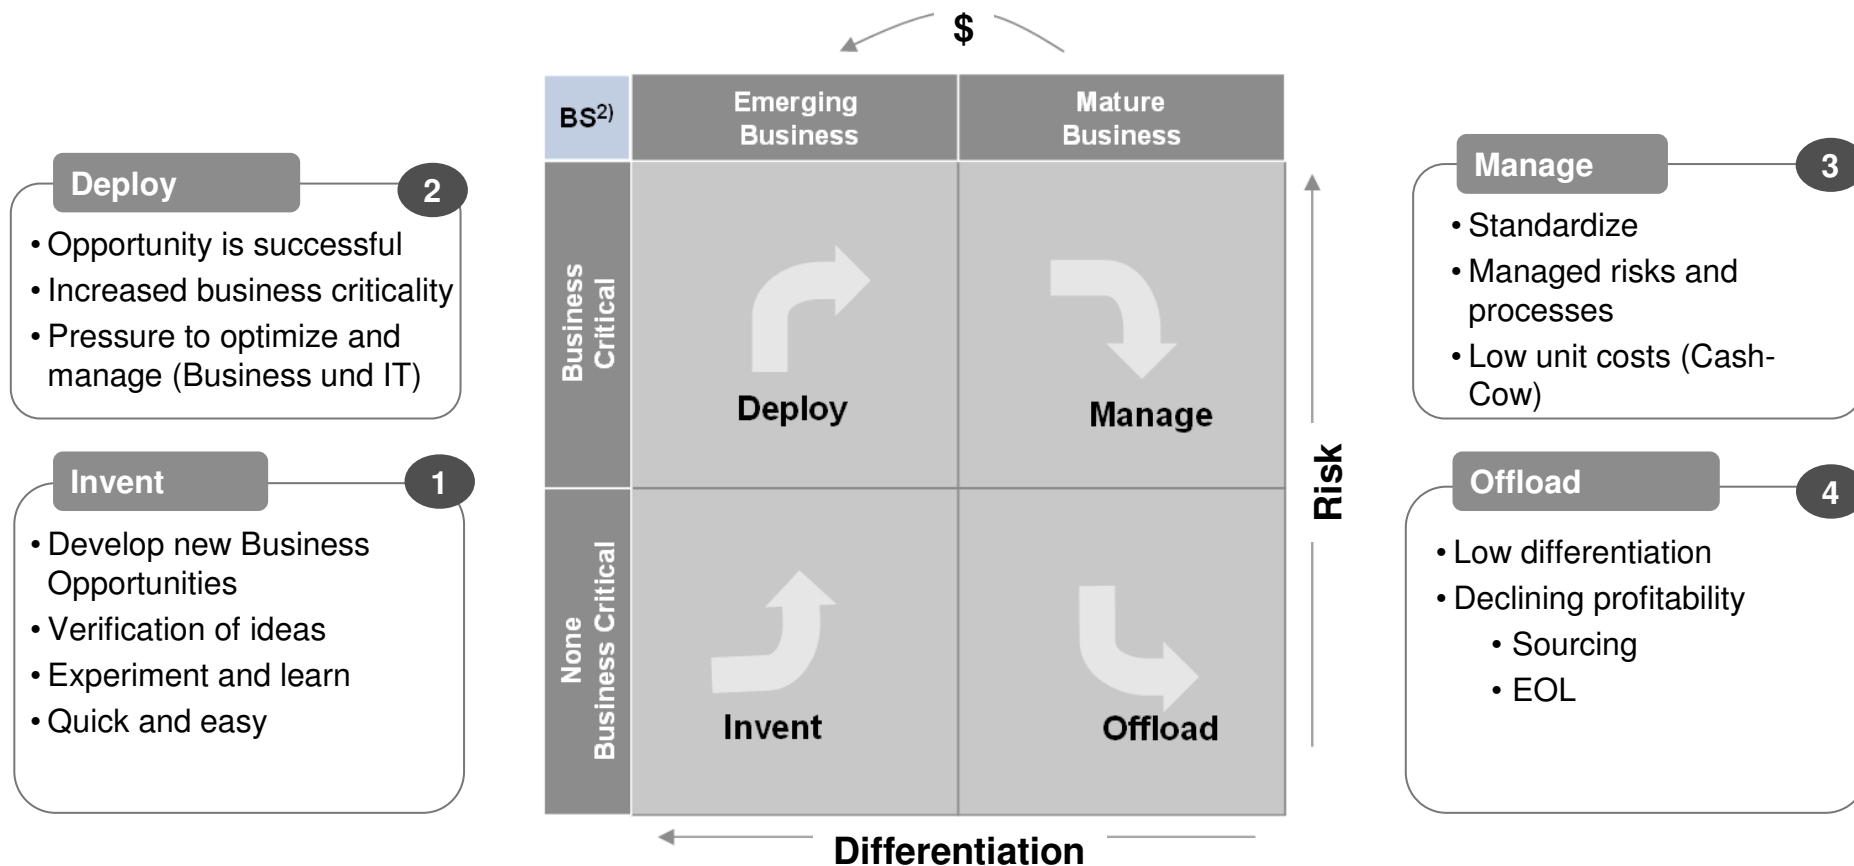 $
BS2)
Emerging
Business
Mature
Business
Deploy
2
• Opportunity is successful
• Increased business criticality
• Pressure to optimize and
manage (Business und IT)
Invent
1
• Develop new Business
Opportunities
• Verification of ideas
• Experiment and learn
• Quick and easy
Business
Critical
None
Business Critical
Deploy
Manage
Invent
Offload
Risk
Differentiation
Manage
3
• Standardize
• Managed risks and
processes
• Low unit costs (Cash-
Cow)
Offload
4
• Low differentiation
• Declining profitability
• Sourcing
• EOL